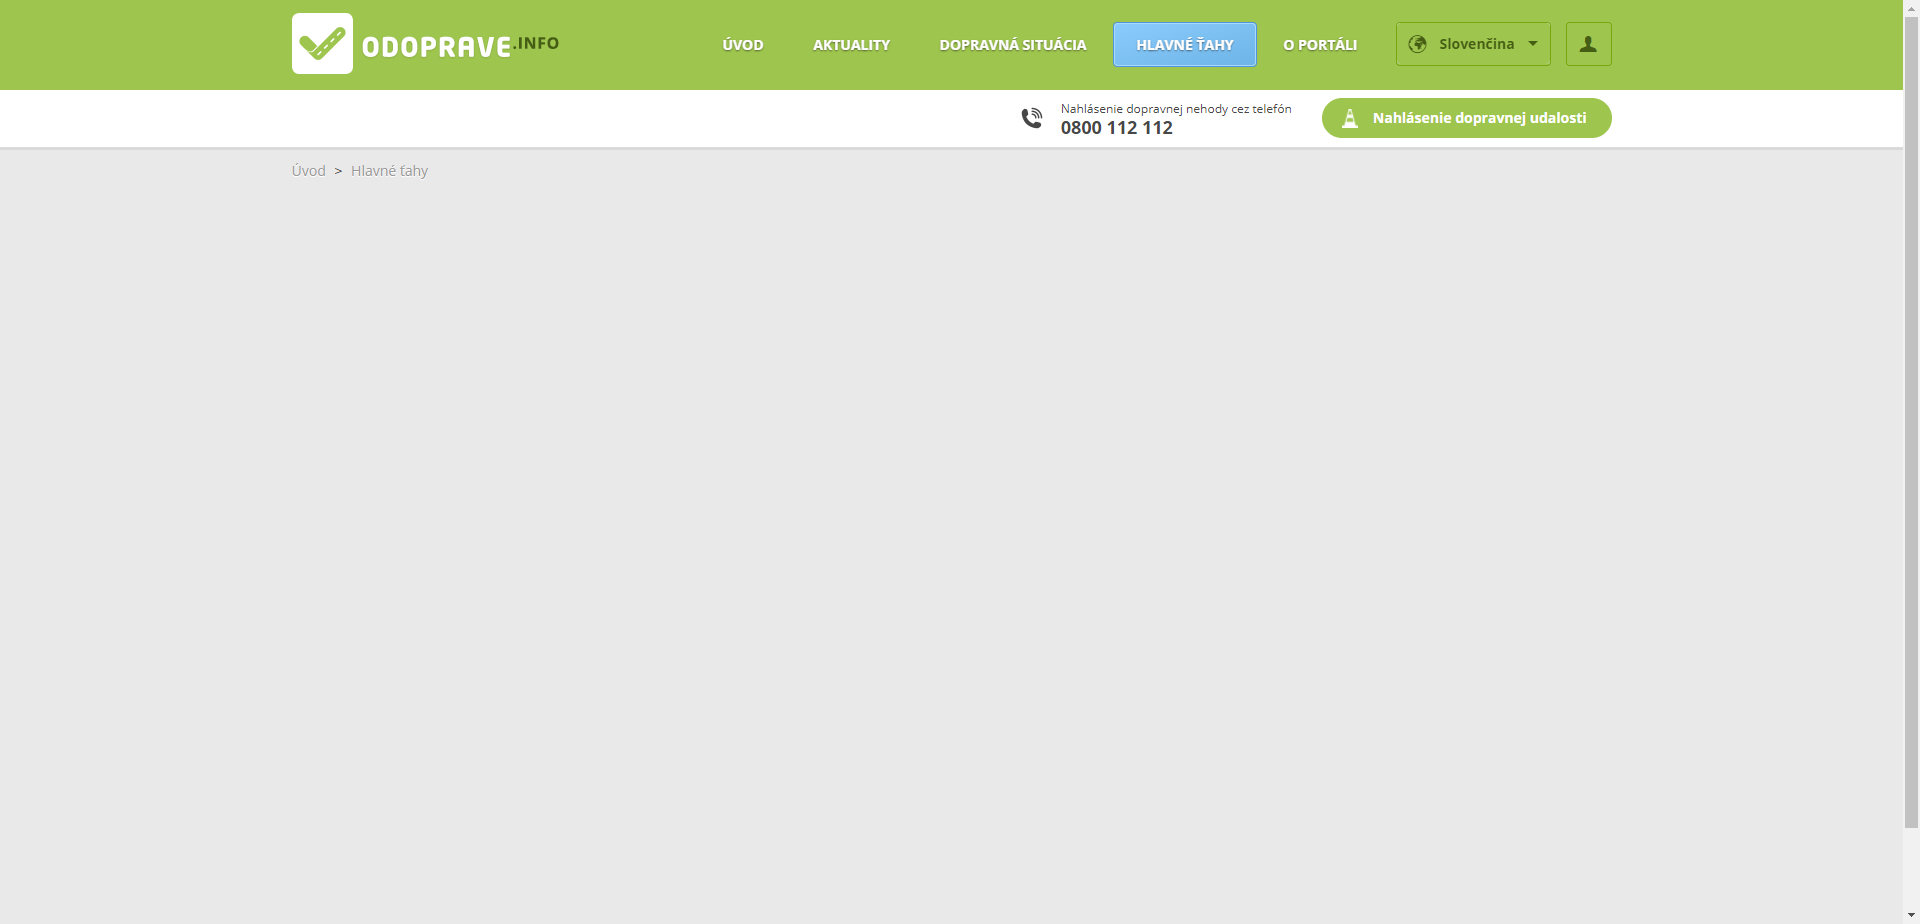 ODOPRAVE.INFO
ÚVOD
AKTUALITY
DOPRAVNÁ SITUÁCIA
HLAVNÉ ŤAHY
O PORTÁLI
Slovenčina
Nahlásenie dopravnej nehody cez telefón
0800 112 112
Nahlásenie dopravnej udalosti
Úvod > Hlavné ťahy